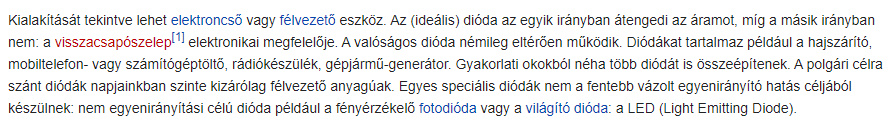 Kialakítását tekintve lehet elektroncső vagy félvezető eszköz. Az (ideális) dióda az egyik irányban átengedi az áramot, míg a másik irányban
nem: a visszacsapószelep[1] elektronikai megfelelője. A valóságos dióda némileg eltérően működik. Diódákat tartalmaz például a hajszárító,
mobiltelefon- vagy számítógéptöltő, rádiókészülék, gépjármű-generátor. Gyakorlati okokból néha több diódát is összeépítenek. A polgári célra
szánt diódák napjainkban szinte kizárólag félvezető anyagúak. Egyes speciális diódák nem a fentebb vázolt egyenirányító hatás céljából
készülnek: nem egyenirányítási célú dióda például a fényérzékelő fotodióda vagy a világító dióda: a LED (Light Emitting Diode).